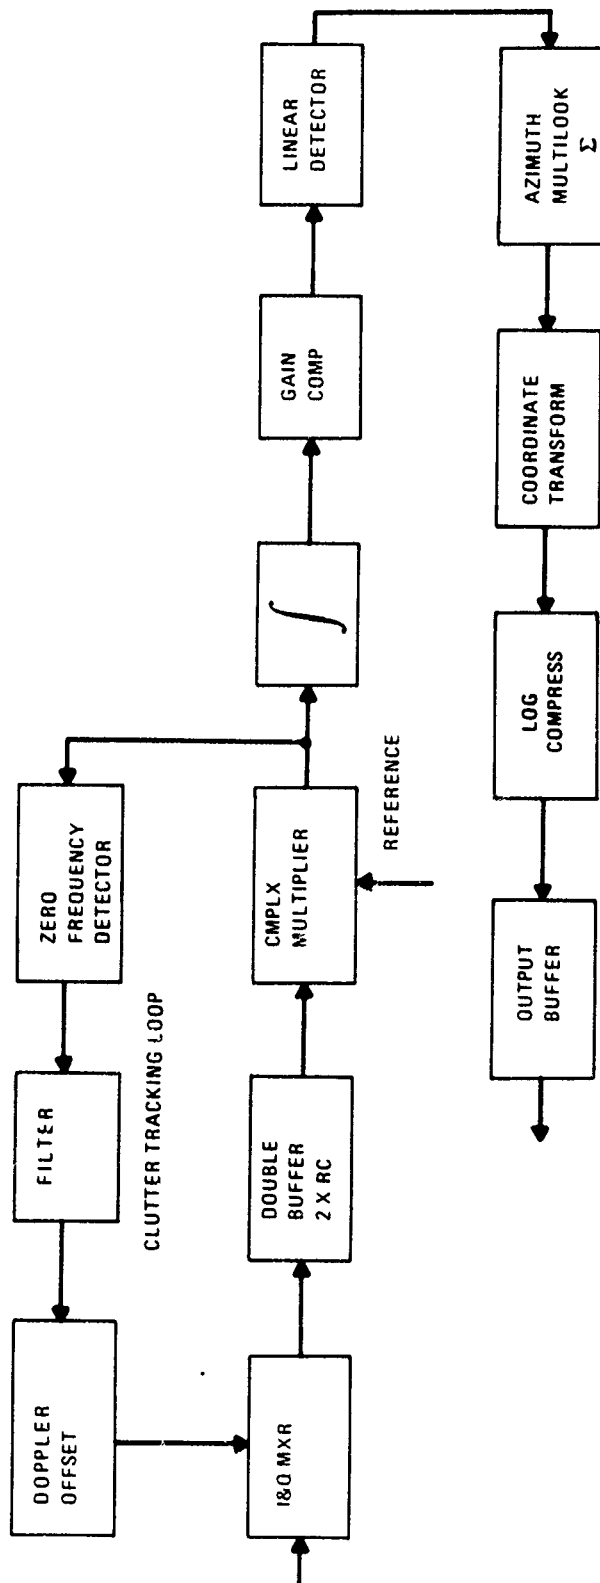 DOPPLER
OFFSET
FILTER
ZERO
FREQUENCY
DETECTOR
CLUTTER TRACKING LOOP
I&Q MXR
DOUBLE
BUFFER
2 X RC
CMPLX
MULTIPLIER
REFERENCE
∫
GAIN
COMP
LINEAR
DETECTOR
AZIMUTH
MULTILOOK
Σ
COORDINATE
TRANSFORM
LOG
COMPRESS
OUTPUT
BUFFER